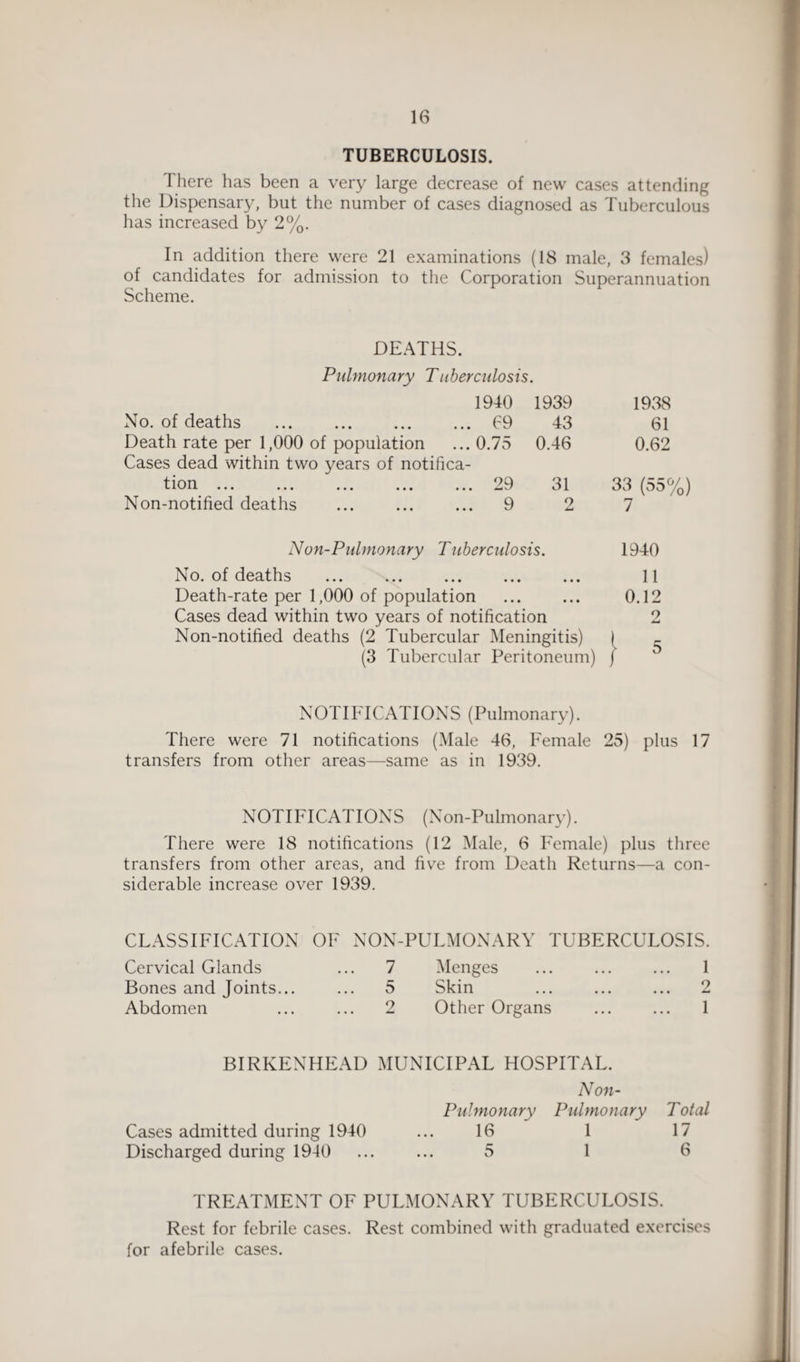 16
TUBERCULOSIS.
There has been a very large decrease of new cases attending
the Dispensary, but the number of cases diagnosed as Tuberculous
has increased by 2%.
In addition there were 21 examinations (18 male, 3 females)
of candidates for admission to the Corporation Superannuation
Scheme.
DEATHS.
Pulmonary Tuberculosis.
1940 1939 1938
No. of deaths ... ... ... ... 69 43 61
Death rate per 1,000 of population ... 0.75 0.46 0.62
Cases dead within two years of notifica-
tion ... ... ... ... ... 29 31 33 (55%)
Non-notified deaths ... ... ... 9 2 7
Non-Pulmonary Tuberculosis. 1940
No. of deaths ... ... ... ... ... 11
Death-rate per 1,000 of population ... ... 0.12
Cases dead within two years of notification 2
Non-notified deaths (2 Tubercular Meningitis) } 5
(3 Tubercular Peritoneum) }
NOTIFICATIONS (Pulmonary).
There were 71 notifications (Male 46, Female 25) plus 17
transfers from other areas—same as in 1939.
NOTIFICATIONS (Non-Pulmonary).
There were 18 notifications (12 Male, 6 Female) plus three
transfers from other areas, and five from Death Returns—a con-
siderable increase over 1939.
CLASSIFICATION OF NON-PULMONARY TUBERCULOSIS.
Cervical Glands ... 7 Menges ... ... ... 1
Bones and Joints... ... 5 Skin ... ... ... 2
Abdomen ... ... 2 Other Organs ... ... 1
BIRKENHEAD MUNICIPAL HOSPITAL.
Non-
Pulmonary Pulmonary Total
Cases admitted during 1940 ... 16 1 17
Discharged during 1940 ... ... 5 1 6
TREATMENT OF PULMONARY TUBERCULOSIS.
Rest for febrile cases. Rest combined with graduated exercises
for afebrile cases.